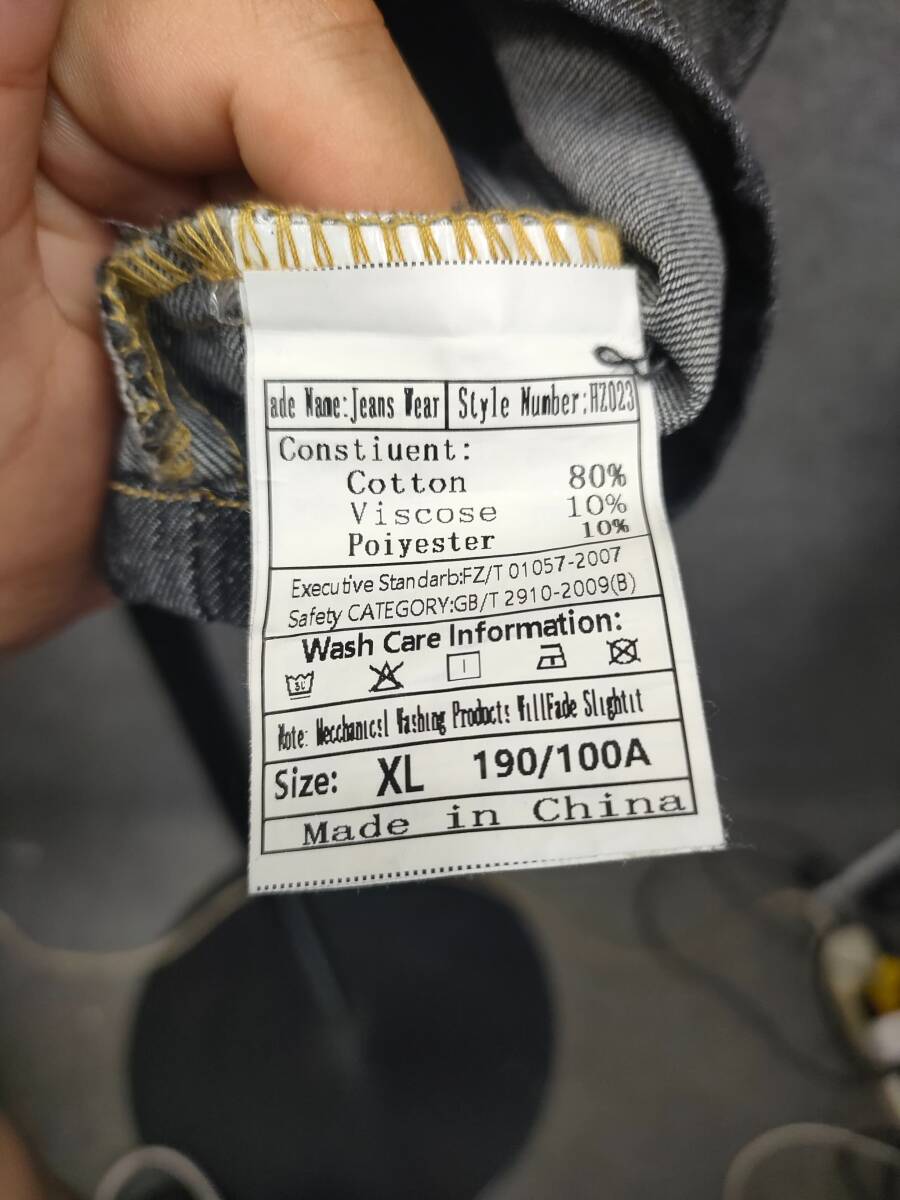 ade Name:Jeans Wear Style Number:HZ023
Constiuent:
Cotton 80%
Viscose 10%
Poiyester 10%
Executive Standarb:FZ/T 01057-2007
Safety CATEGORY:GB/T 2910-2009(B)
Wash Care Information:
Note: Mecchanicsl Washing Products WillFade Slightit
Size: XL 190/100A
Made in China